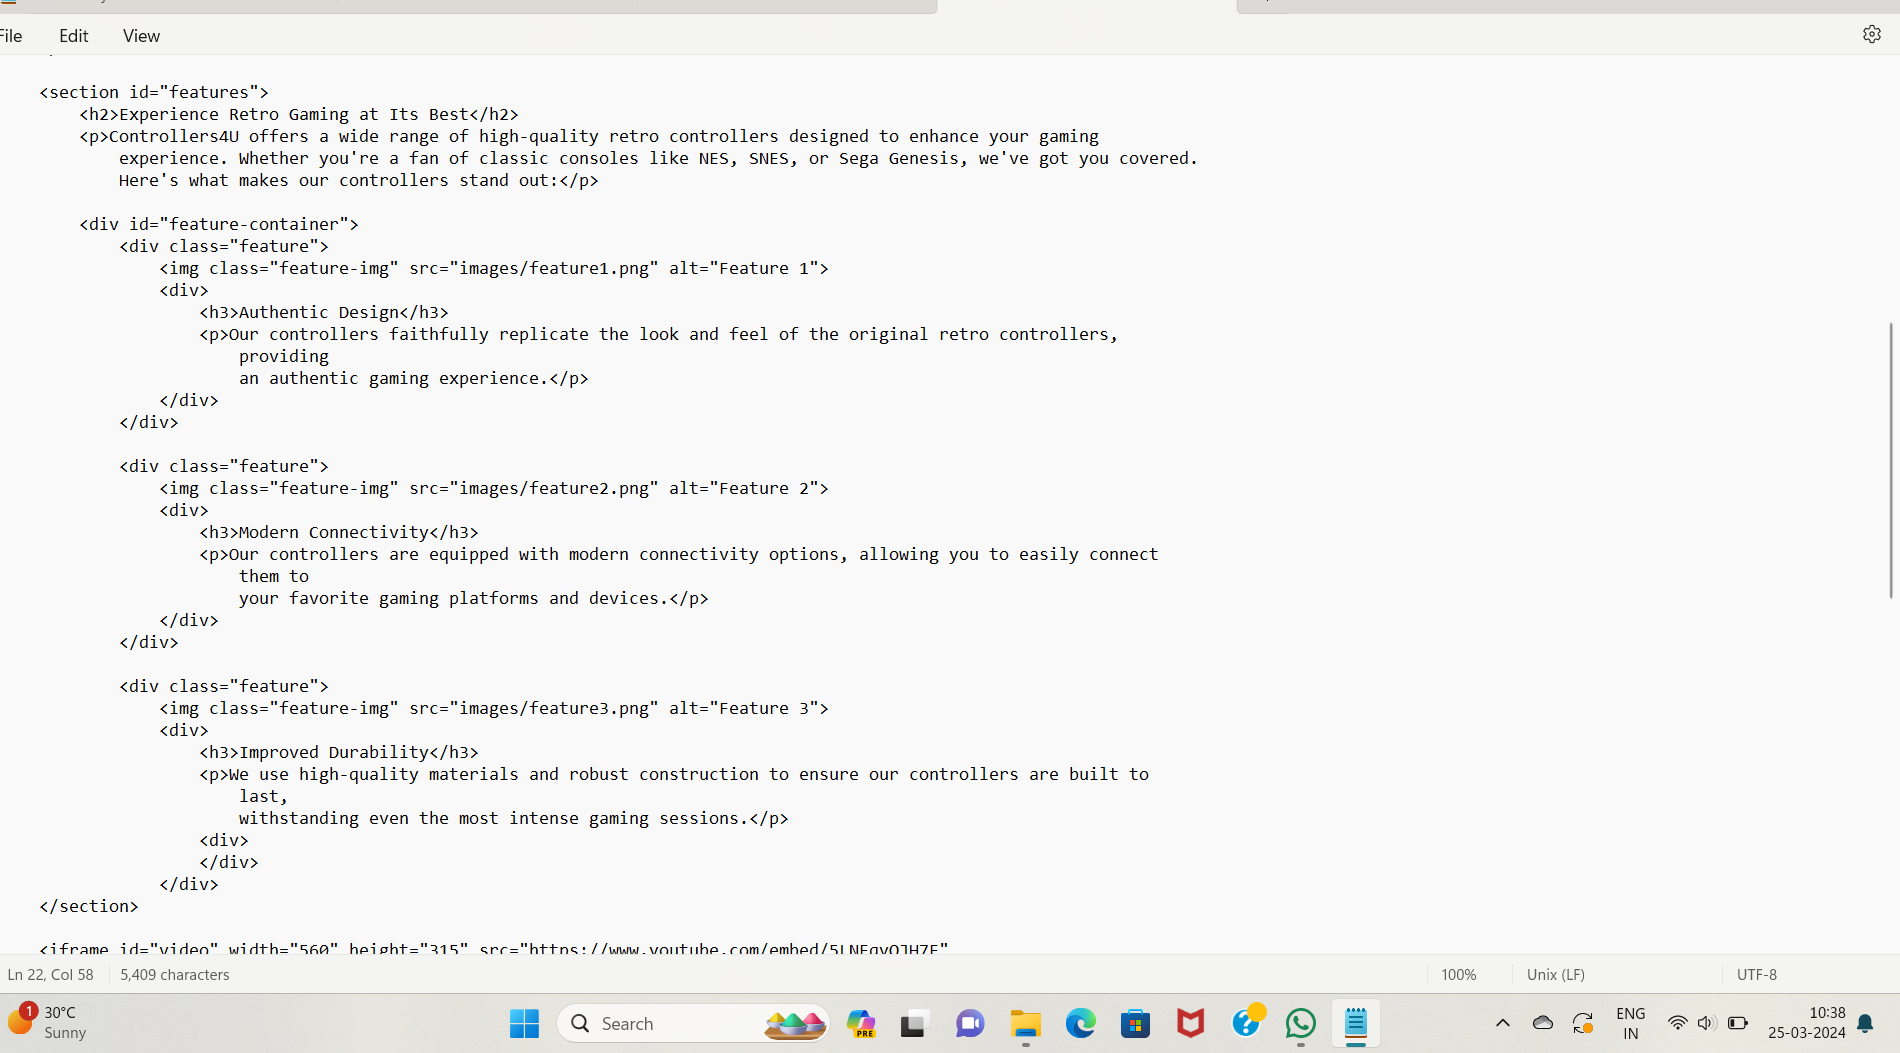 File Edit View
<section id="features">
<h2>Experience Retro Gaming at Its Best</h2>
<p>Controllers4U offers a wide range of high-quality retro controllers designed to enhance your gaming
experience. Whether you're a fan of classic consoles like NES, SNES, or Sega Genesis, we've got you covered.
Here's what makes our controllers stand out:</p>
<div id="feature-container">
<div class="feature">
<img class="feature-img" src="images/feature1.png" alt="Feature 1">
<div>
<h3>Authentic Design</h3>
<p>Our controllers faithfully replicate the look and feel of the original retro controllers,
providing
an authentic gaming experience.</p>
</div>
</div>
<div class="feature">
<img class="feature-img" src="images/feature2.png" alt="Feature 2">
<div>
<h3>Modern Connectivity</h3>
<p>Our controllers are equipped with modern connectivity options, allowing you to easily connect
them to
your favorite gaming platforms and devices.</p>
</div>
</div>
<div class="feature">
<img class="feature-img" src="images/feature3.png" alt="Feature 3">
<div>
<h3>Improved Durability</h3>
<p>We use high-quality materials and robust construction to ensure our controllers are built to
last,
withstanding even the most intense gaming sessions.</p>
<div>
</div>
</div>
</section>
<iframe id="video" width="560" height="315"
Ln 22, Col 58 5,409 characters 100% Unix (LF) UTF-8
1 30°C
Sunny
Search
PRE
ENG
IN
10:38
25-03-2024